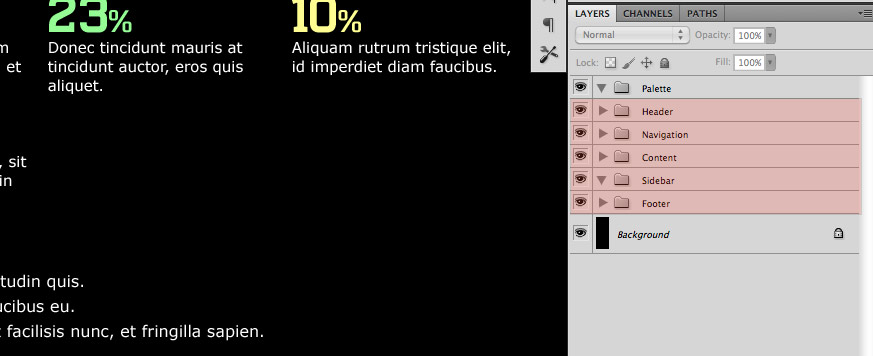 23%
Donec tincidunt mauris at
tincidunt auctor, eros quis
aliquet.
10%
Aliquam rutrum tristique elit,
id imperdiet diam faucibus.
et
, sit
in
tudin quis.
ucibus eu.
facilisis nunc, et fringilla sapien.
LAYERS CHANNELS PATHS
Normal Opacity: 100%
Lock: Fill: 100%
Palette
Header
Navigation
Content
Sidebar
Footer
Background